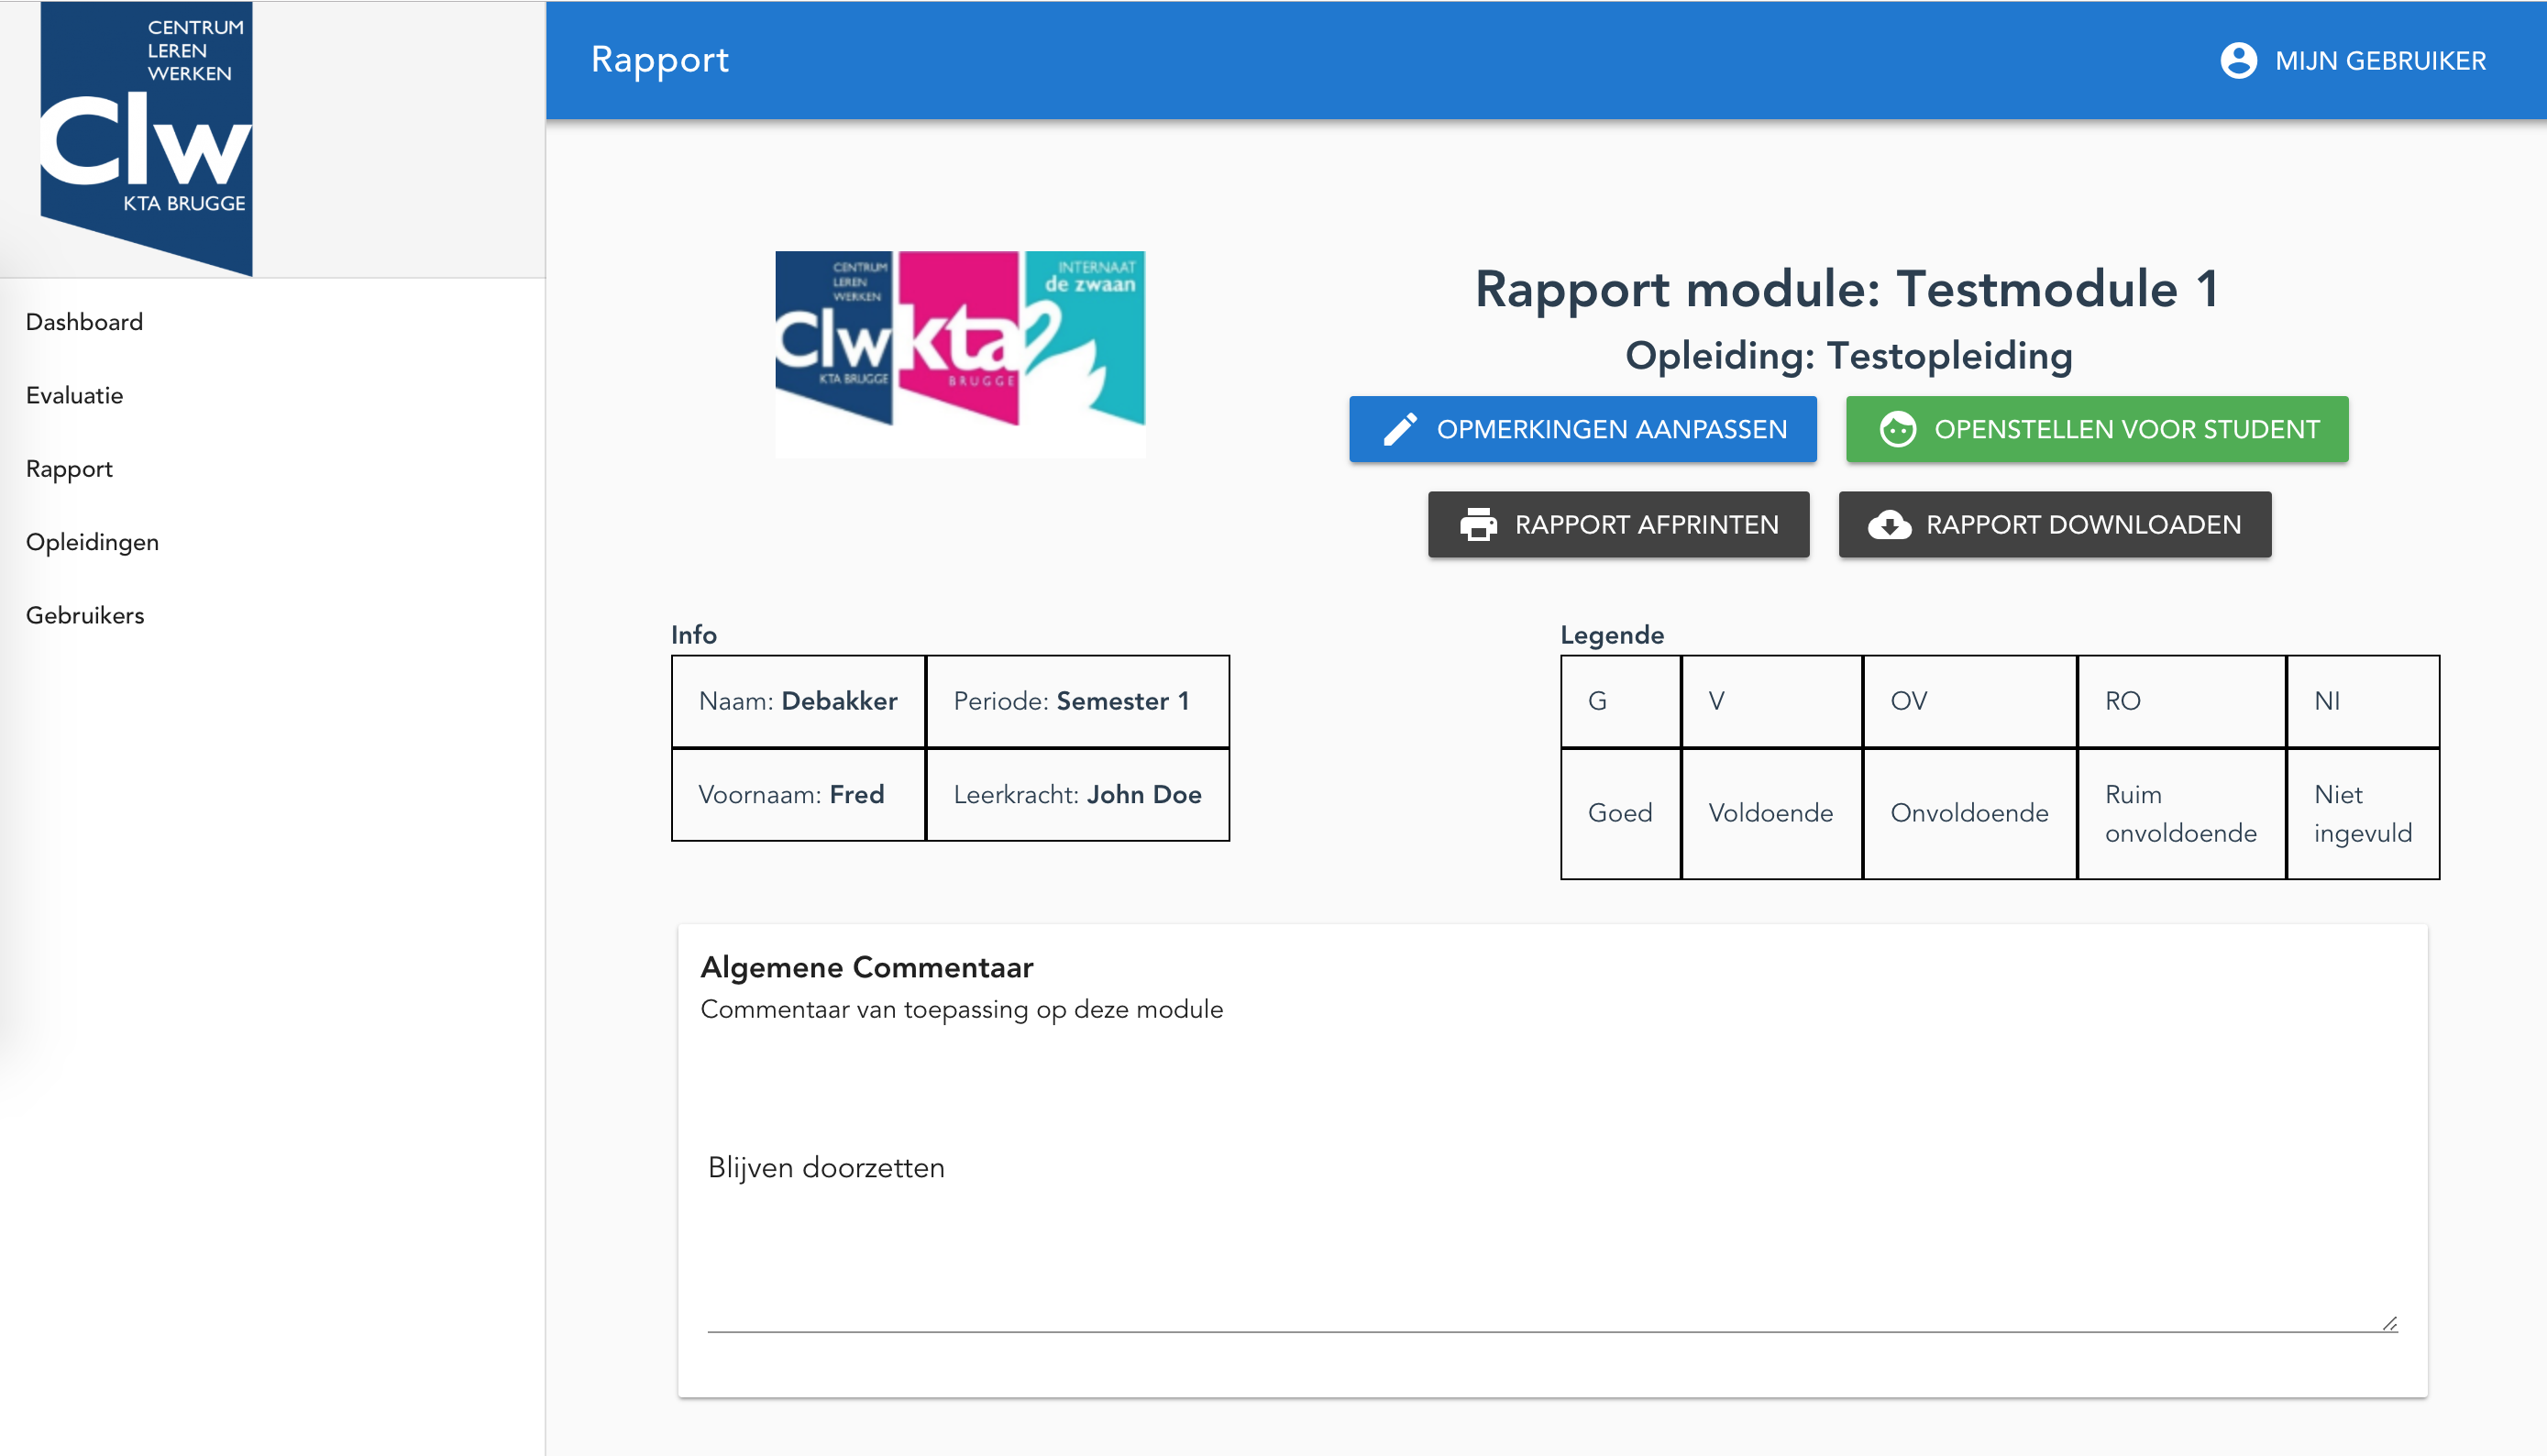 CENTRUM
LEREN
WERKEN
Clw
KTA BRUGGE
Rapport
MIJN GEBRUIKER
Dashboard
Evaluatie
Rapport
Opleidingen
Gebruikers
CENTRUM
LEREN
WERKEN
Clw
KTA BRUGGE
kta
BRUGGE
INTERNAAT
de zwaan
Rapport module: Testmodule 1
Opleiding: Testopleiding
OPMERKINGEN AANPASSEN
OPENSTELLEN VOOR STUDENT
RAPPORT AFPRINTEN
RAPPORT DOWNLOADEN
Info
Naam: Debakker
Periode: Semester 1
Voornaam: Fred
Leerkracht: John Doe
Legende
G
V
OV
RO
NI
Goed
Voldoende
Onvoldoende
Ruim
onvoldoende
Niet
ingevuld
Algemene Commentaar
Commentaar van toepassing op deze module
Blijven doorzetten